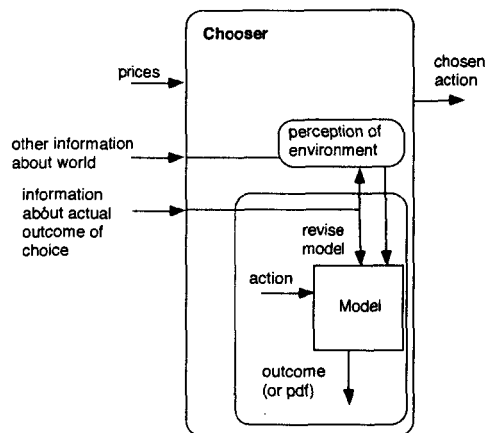 Chooser
prices
chosen
action
perception of
environment
other information
about world
information
about actual
outcome of
choice
revise
model
action
Model
outcome
(or pdf)